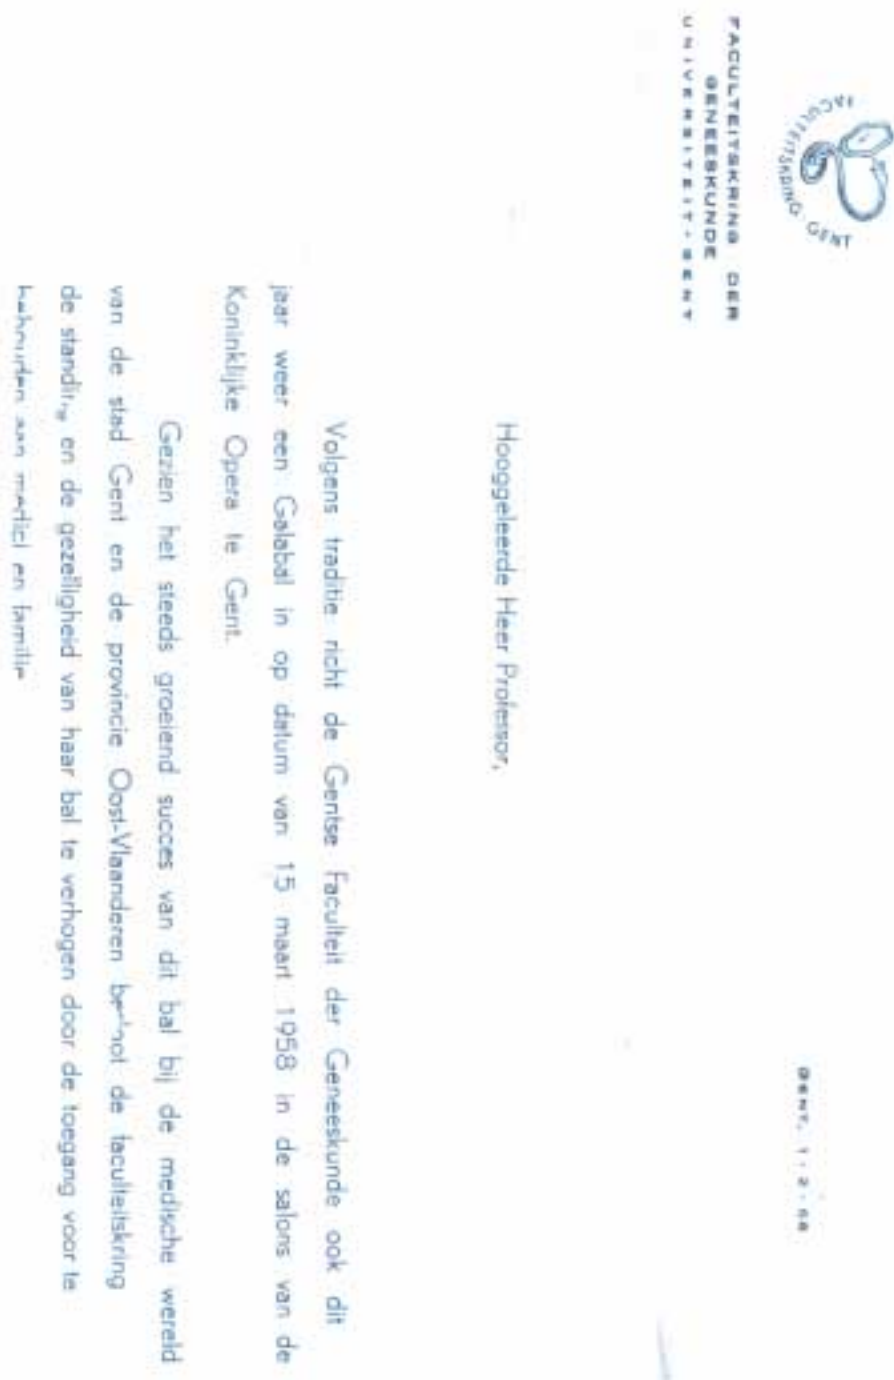 FACULTEITSKRING GENT
FACULTEITSKRING DER
GENEESKUNDE
UNIVERSITEIT - GENT
GENT, 1 - 2 - 58
Hooggeleerde Heer Professor,
Volgens traditie richt de Gentse Faculteit der Geneeskunde ook dit
jaar weer een Galabal in op datum van 15 maart 1958 in de salons van de
Koninklijke Opera te Gent.
Gezien het steeds groeiend succes van dit bal bij de medische wereld
van de stad Gent en de provincie Oost-Vlaanderen de faculteitskring
de standing en de gezelligheid van haar bal te verhogen door de toegang voor te
behouden aan medici en familie